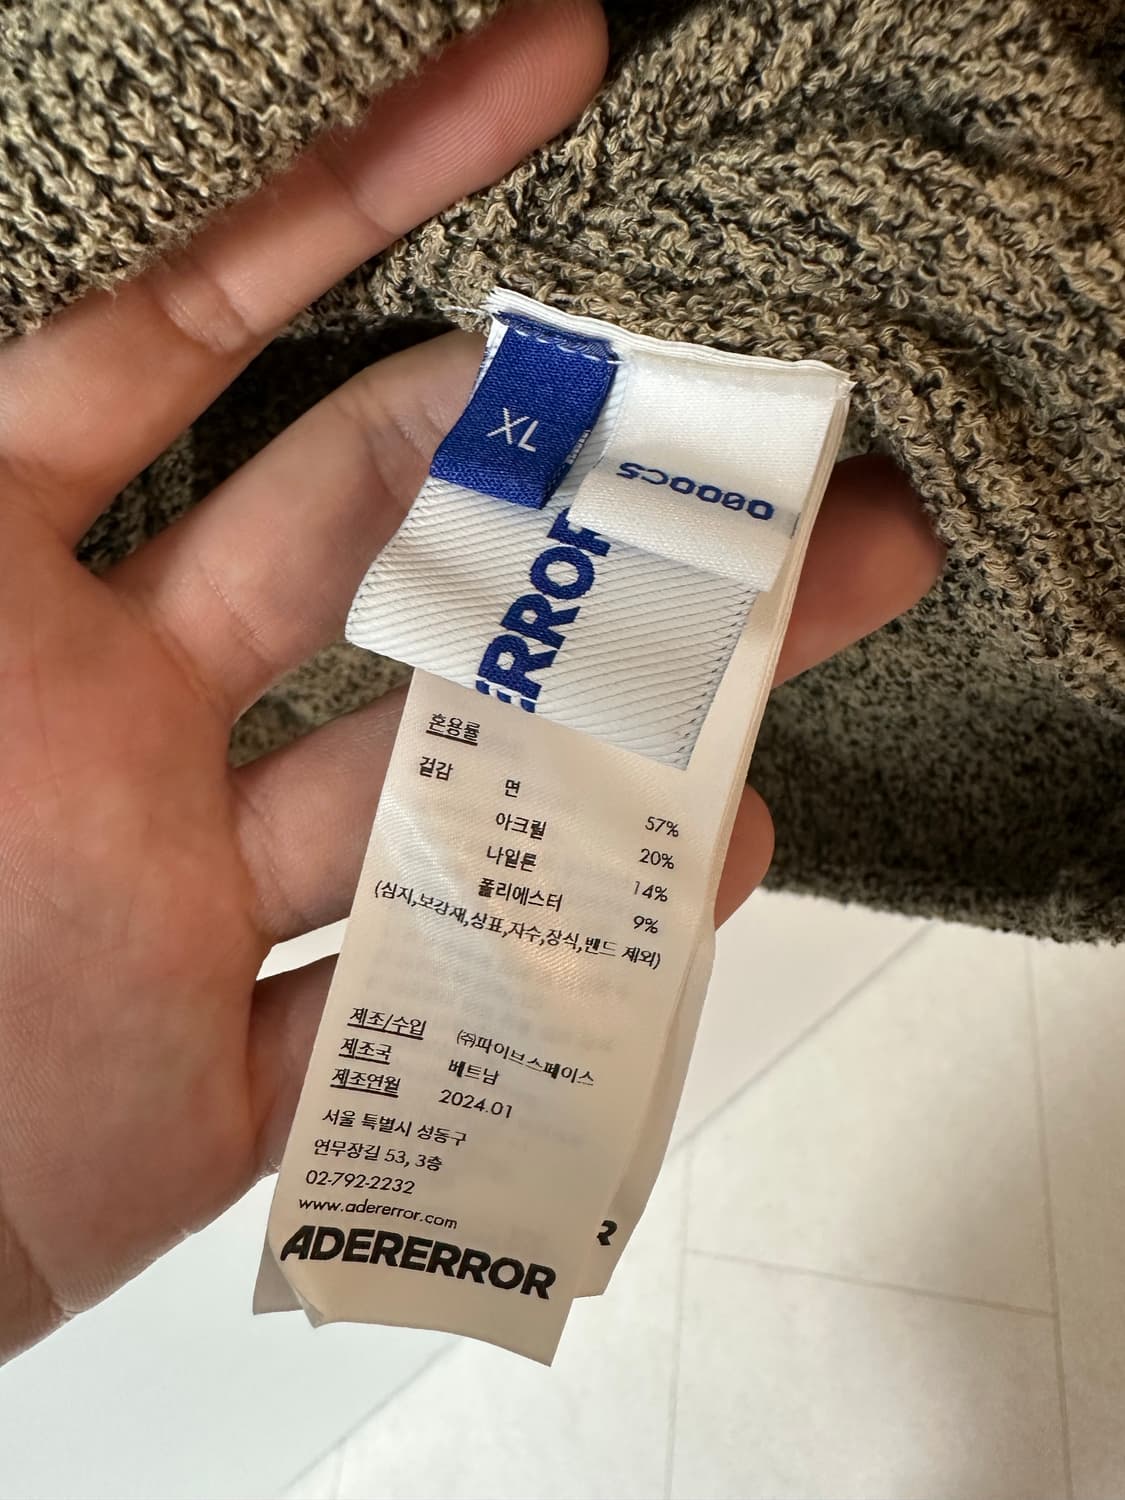 XL
ERROR
혼용률
겉감 면 57%
아크릴 20%
나일론 14%
폴리에스터 9%
(심지,보강재,상표,자수,장식,밴드 제외)
제조/수입 ㈜파이브스페이스
제조국 베트남
제조연월 2024.01
서울 특별시 성동구
연무장길 53, 3층
02-792-2232
www.adererror.com
ADERERROR
R